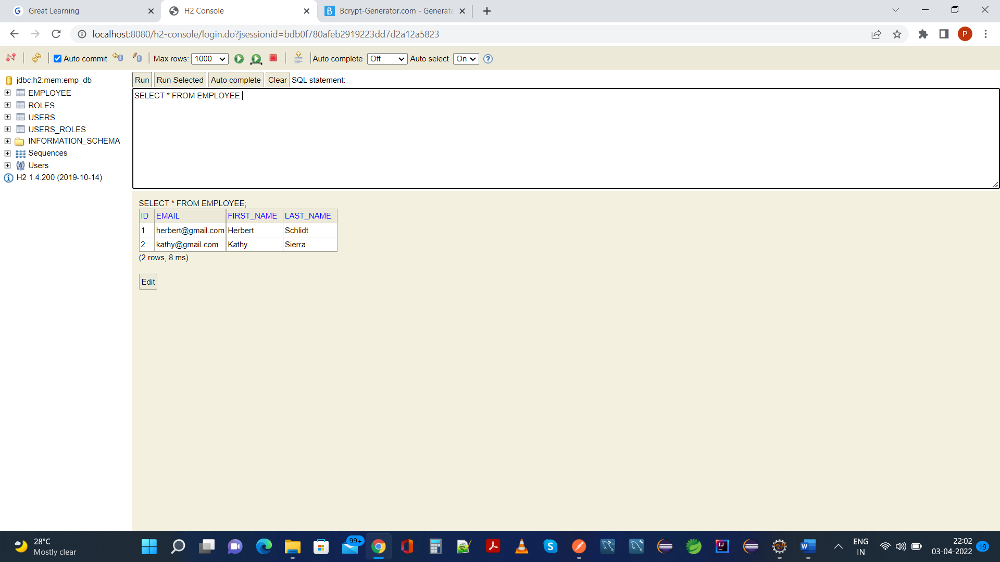 Great Learning
H2 Console
Bcrypt-Generator.com - Generate
localhost:8080/h2-console/login.do?jsessionid=bdb0f780afeb2919223dd7d2a12a5823
P
Auto commit
Max rows: 1000
Auto complete Off
Auto select On
jdbc:h2:mem:emp_db
EMPLOYEE
ROLES
USERS
USERS_ROLES
INFORMATION_SCHEMA
Sequences
Users
H2 1.4.200 (2019-10-14)
Run Run Selected Auto complete Clear SQL statement:
SELECT * FROM EMPLOYEE
SELECT * FROM EMPLOYEE;
ID EMAIL FIRST_NAME LAST_NAME
1 herbert@gmail.com Herbert Schlidt
2 kathy@gmail.com Kathy Sierra
(2 rows, 8 ms)
Edit
28°C
Mostly clear
99+
ENG
IN
22:02
03-04-2022
19